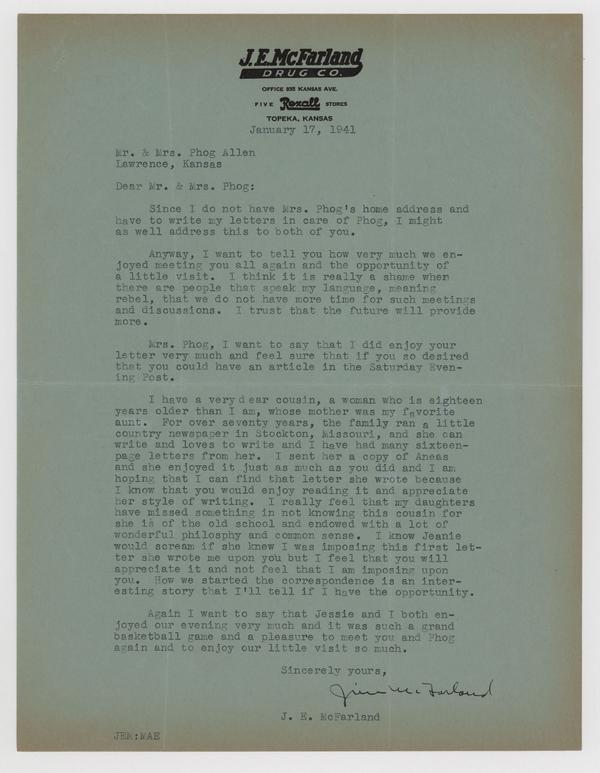 J.E.McFarland
DRUG CO.
OFFICE 835 KANSAS AVE.
FIVE Rexall STORES
TOPEKA, KANSAS
January 17, 1941
Mr. & Mrs. Phog Allen
Lawrence, Kansas
Dear Mr. & Mrs. Phog:
Since I do not have Mrs. Phog's home address and
have to write my letters in care of Phog, I might
as well address this to both of you.
Anyway, I want to tell you how very much we en-
joyed meeting you all again and the opportunity of
a little visit. I think it is really a shame when
there are people that speak my language, meaning
rebel, that we do not have more time for such meetings
and discussions. I trust that the future will provide
more.
Mrs. Phog, I want to say that I did enjoy your
letter very much and feel sure that if you so desired
that you could have an article in the Saturday Even-
ing Post.
I have a very dear cousin, a woman who is eighteen
years older than I am, whose mother was my favorite
aunt. For over seventy years, the family ran a little
country newspaper in Stockton, Missouri, and she can
write and loves to write and I have had many sixteen-
page letters from her. I sent her a copy of Aneas
and she enjoyed it just as much as you did and I am
hoping that I can find that letter she wrote because
I know that you would enjoy reading it and appreciate
her style of writing. I really feel that my daughters
have missed something in not knowing this cousin for
she is of the old school and endowed with a lot of
wonderful philosphy and common sense. I know Jeanie
would scream if she knew I was imposing this first let-
ter she wrote me upon you but I feel that you will
appreciate it and not feel that I am imposing upon
you. How we started the correspondence is an inter-
esting story that I'll tell if I have the opportunity.
Again I want to say that Jessie and I both en-
joyed our evening very much and it was such a grand
basketball game and a pleasure to meet you and Phog
again and to enjoy our little visit so much.
Sincerely yours,
Jim McFarland
J. E. McFarland
JEM:MAE